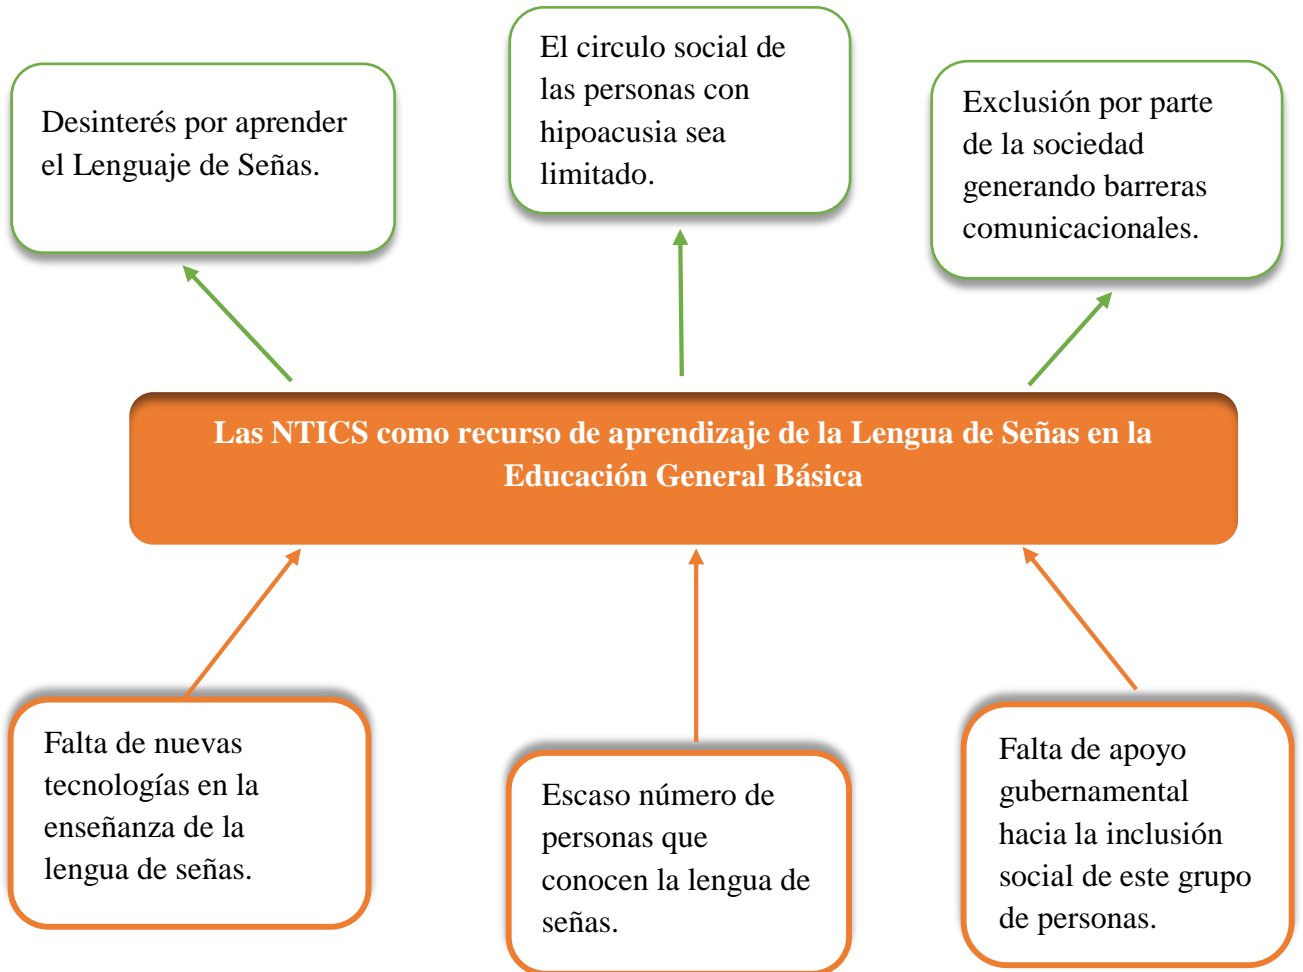 Desinterés por aprender
el Lenguaje de Señas.
El circulo social de
las personas con
hipoacusia sea
limitado.
Exclusión por parte
de la sociedad
generando barreras
comunicacionales.
Las NTICS como recurso de aprendizaje de la Lengua de Señas en la
Educación General Básica
Falta de nuevas
tecnologías en la
enseñanza de la
lengua de señas.
Escaso número de
personas que
conocen la lengua de
señas.
Falta de apoyo
gubernamental
hacia la inclusión
social de este grupo
de personas.